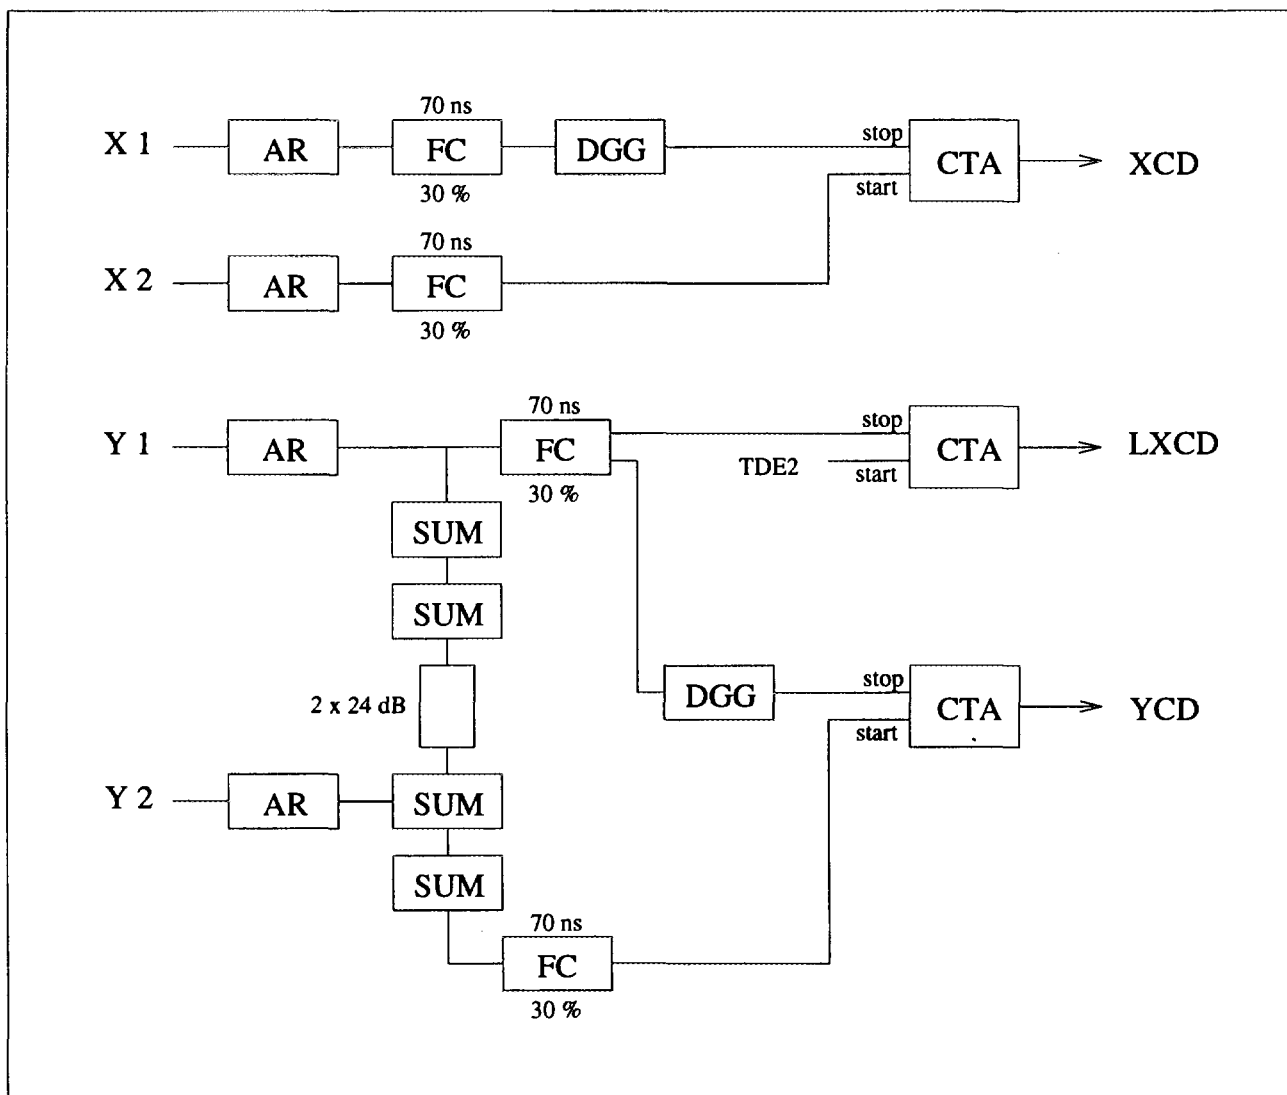 70 ns
X 1 AR FC DGG stop CTA XCD
30 % start
70 ns
X 2 AR FC
30 %
70 ns
Y 1 AR FC stop CTA LXCD
TDE2 start
30 %
SUM
SUM
2 x 24 dB
DGG stop CTA YCD
start
Y 2 AR SUM
SUM
70 ns
FC
30 %